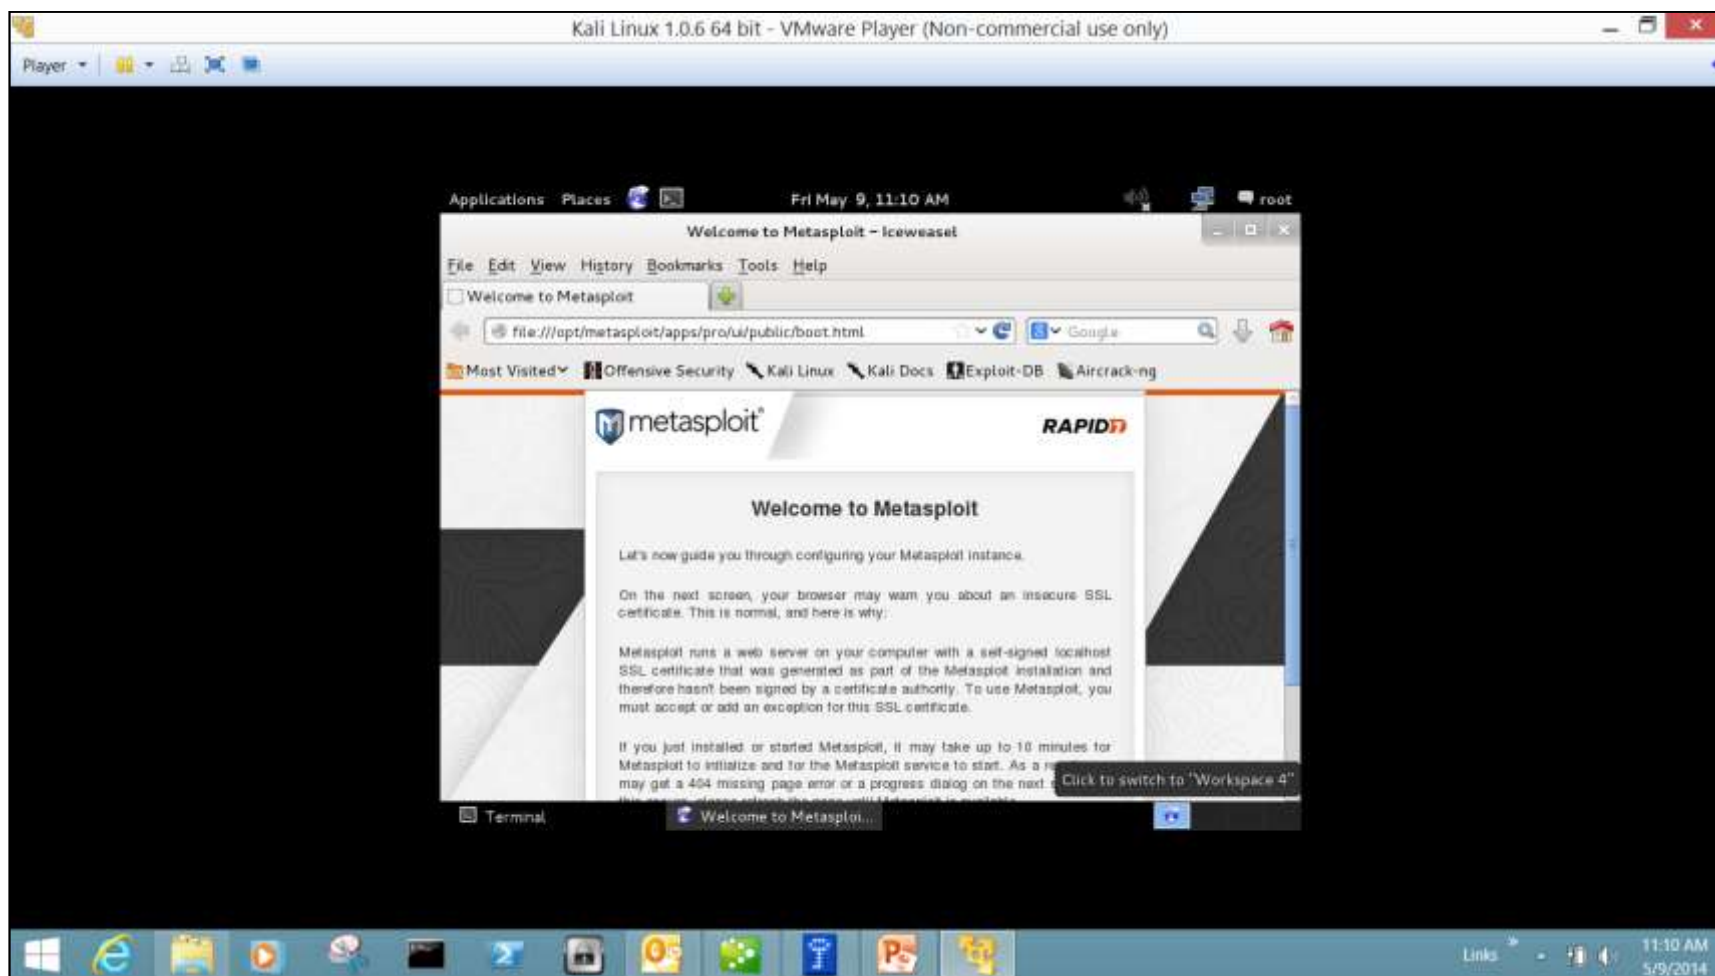 Kali Linux 1.0.6 64 bit - VMware Player (Non-commercial use only)
Player
Applications Places Fri May 9, 11:10 AM root
Welcome to Metasploit - Iceweasel
File Edit View History Bookmarks Tools Help
Welcome to Metasploit
file:///opt/metasploit/apps/pro/ui/public/boot.html Google
Most Visited Offensive Security Kali Linux Kali Docs Exploit-DB Aircrack-ng
metasploit® RAPID7
Welcome to Metasploit
Let's now guide you through configuring your Metasploit instance.
On the next screen, your browser may warn you about an insecure SSL
certificate. This is normal, and here is why:
Metasploit runs a web server on your computer with a self-signed localhost
SSL certificate that was generated as part of the Metasploit installation and
therefore hasn't been signed by a certificate authority. To use Metasploit, you
must accept or add an exception for this SSL certificate.
If you just installed or started Metasploit, it may take up to 10 minutes for
Metasploit to initialize and for the Metasploit service to start. As a
may get a 404 missing page error or a progress dialog on the next
Click to switch to "Workspace 4"
Terminal Welcome to Metasploi...
Links 11:10 AM
5/9/2014